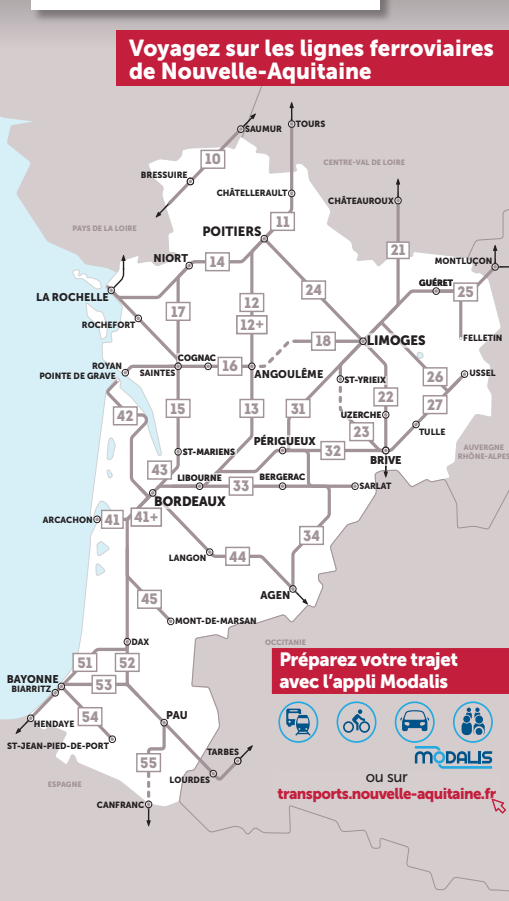 Voyagez sur les lignes ferroviaires
de Nouvelle-Aquitaine
TOURS
SAUMUR
10
CENTRE-VAL DE LOIRE
BRESSUIRE
CHÂTELLERAULT
CHÂTEAUROUX
11
PAYS DE LA LOIRE
POITIERS
21
NIORT
14
MONTLUÇON
GUÉRET
24
25
LA ROCHELLE
12
17
ROCHEFORT
12+
18
LIMOGES
FELLETIN
COGNAC
ROYAN
POINTE DE GRAVE
SAINTES
16
ANGOULÊME
ST-YRIEIX
26
USSEL
22
42
15
13
31
27
UZERCHE
23
TULLE
PÉRIGUEUX
32
ST-MARIENS
BRIVE
AUVERGNE
RHÔNE-ALPES
43
LIBOURNE
33
BERGERAC
SARLAT
BORDEAUX
ARCACHON
41
41+
34
LANGON
44
AGEN
45
MONT-DE-MARSAN
DAX
OCCITANIE
51
52
Préparez votre trajet
avec l'appli Modalis
BAYONNE
53
BIARRITZ
54
PAU
HENDAYE
ST-JEAN-PIED-DE-PORT
TARBES
55
MODALIS
LOURDES
ESPAGNE
ou sur
transports.nouvelle-aquitaine.fr
CANFRANC